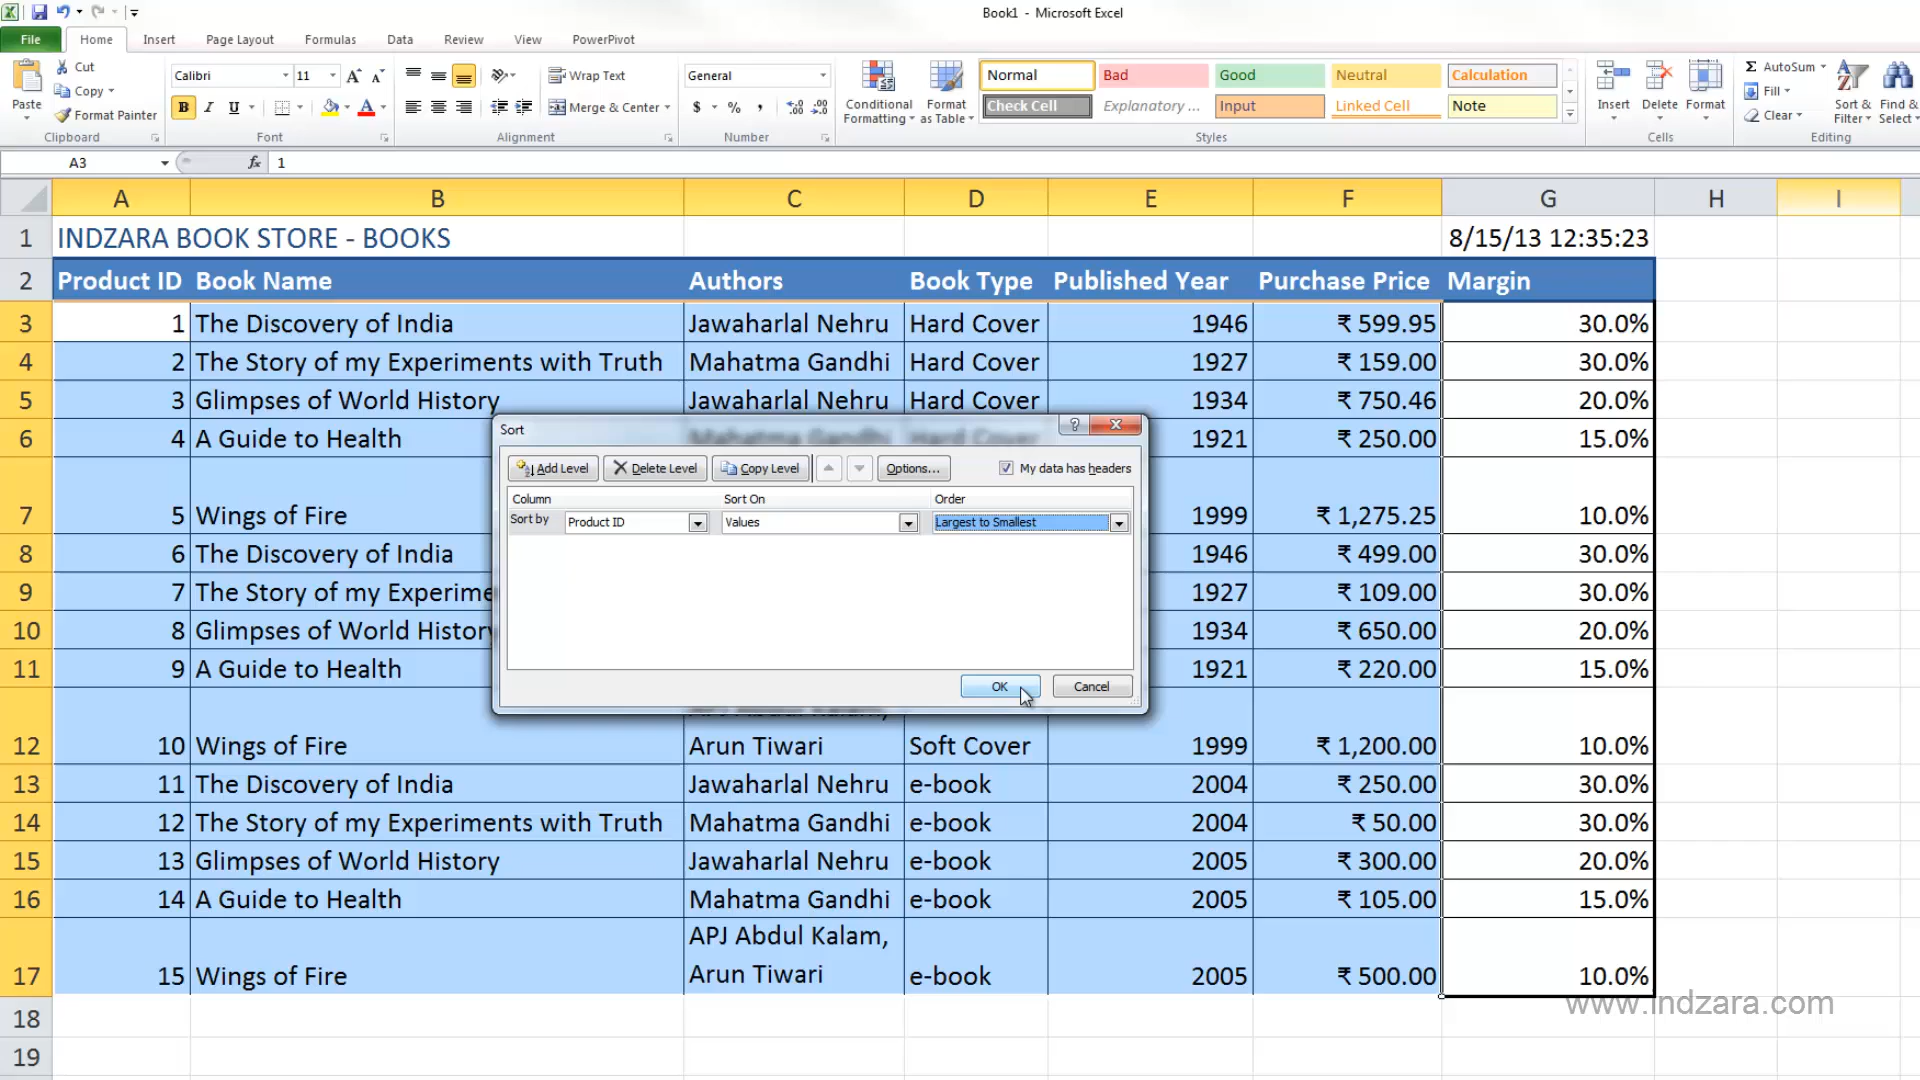 Book1 - Microsoft Excel
File Home Insert Page Layout Formulas Data Review View PowerPivot
Paste Cut Copy Format Painter Clipboard
Calibri 11 B I U Font
Wrap Text Merge & Center Alignment
General $ % , Number
Conditional Formatting Format as Table
Normal Bad Good Neutral Calculation
Check Cell Explanatory ... Input Linked Cell Note
Styles
Insert Delete Format Cells
Σ AutoSum Fill Clear Sort & Filter Find & Select Editing
A3 fx 1
A B C D E F G H I
1 INDZARA BOOK STORE - BOOKS 8/15/13 12:35:23
2 Product ID Book Name Authors Book Type Published Year Purchase Price Margin
3 1 The Discovery of India Jawaharlal Nehru Hard Cover 1946 ₹ 599.95 30.0%
4 2 The Story of my Experiments with Truth Mahatma Gandhi Hard Cover 1927 ₹ 159.00 30.0%
5 3 Glimpses of World History Jawaharlal Nehru Hard Cover 1934 ₹ 750.46 20.0%
6 4 A Guide to Health 1921 ₹ 250.00 15.0%
7 5 Wings of Fire 1999 ₹ 1,275.25 10.0%
8 6 The Discovery of India 1946 ₹ 499.00 30.0%
9 7 The Story of my Experime 1927 ₹ 109.00 30.0%
10 8 Glimpses of World History 1934 ₹ 650.00 20.0%
11 9 A Guide to Health 1921 ₹ 220.00 15.0%
Sort ?
Add Level Delete Level Copy Level Options... My data has headers
Column Sort On Order
Sort by Product ID Values Largest to Smallest
OK Cancel
12 10 Wings of Fire Arun Tiwari Soft Cover 1999 ₹ 1,200.00 10.0%
13 11 The Discovery of India Jawaharlal Nehru e-book 2004 ₹ 250.00 30.0%
14 12 The Story of my Experiments with Truth Mahatma Gandhi e-book 2004 ₹ 50.00 30.0%
15 13 Glimpses of World History Jawaharlal Nehru e-book 2005 ₹ 300.00 20.0%
16 14 A Guide to Health Mahatma Gandhi e-book 2005 ₹ 105.00 15.0%
APJ Abdul Kalam,
17 15 Wings of Fire Arun Tiwari e-book 2005 ₹ 500.00 10.0%
www.indzara.com
18
19